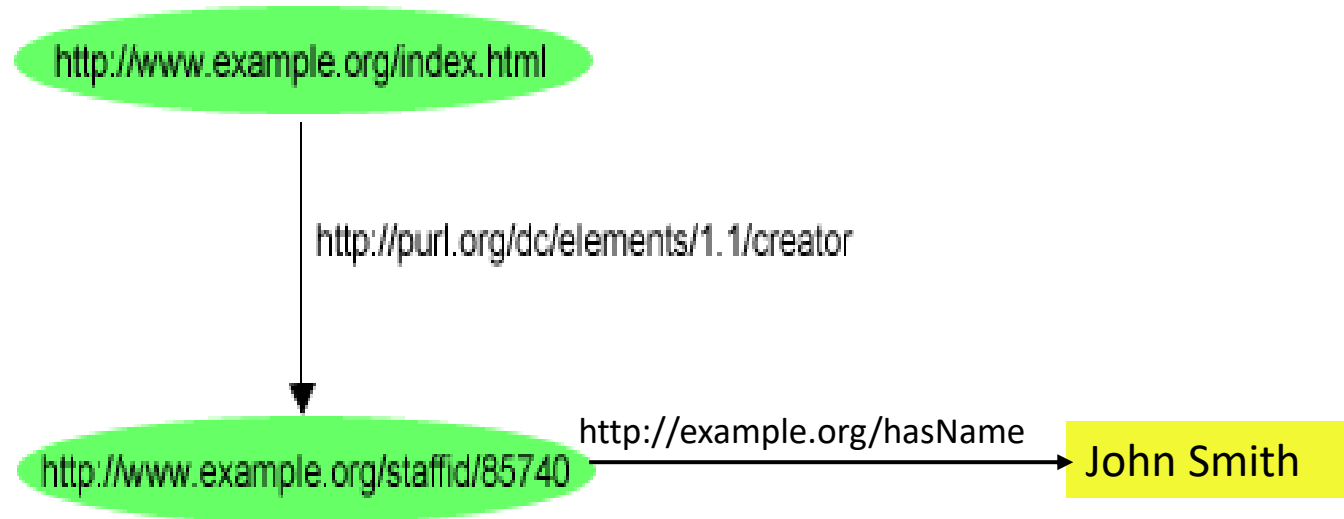 http://www.example.org/index.html
http://purl.org/dc/elements/1.1/creator
http://example.org/hasName
http://www.example.org/staffid/85740
John Smith